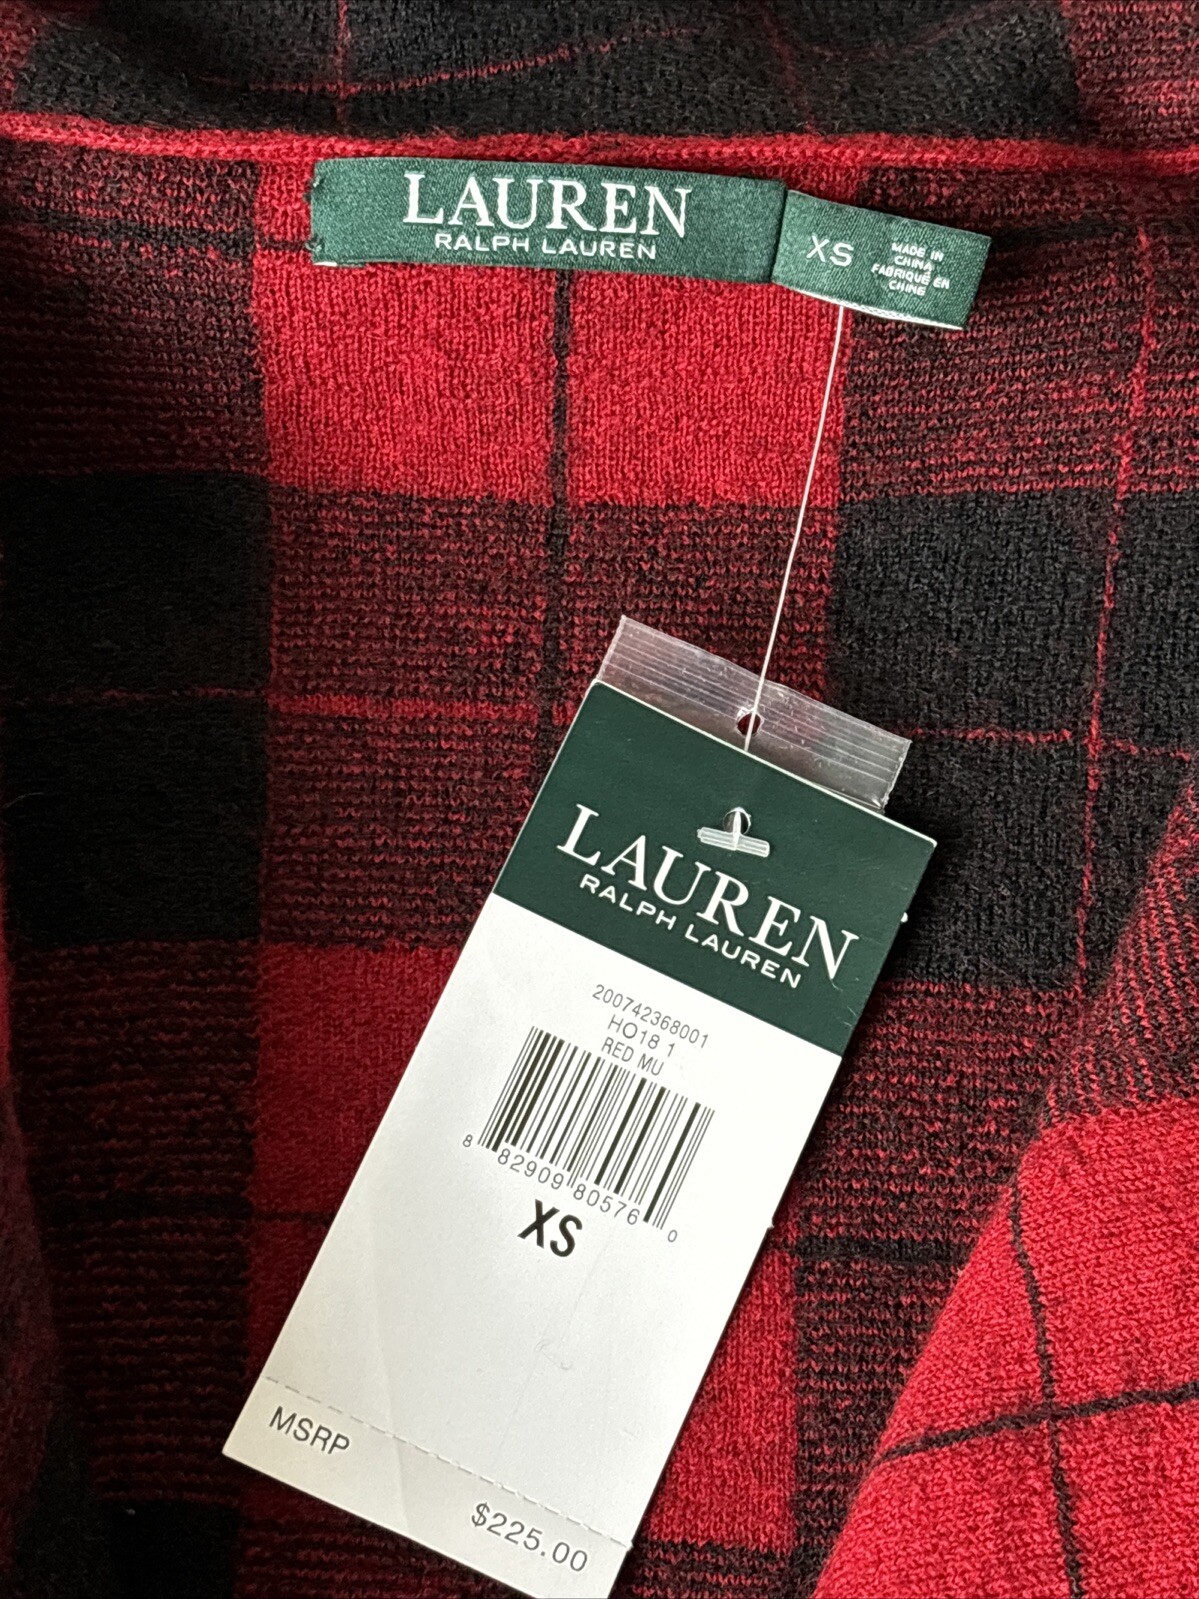 LAUREN
RALPH LAUREN
XS
MADE IN
CHINA
FABRIQUÉ EN
CHINE
LAUREN
RALPH LAUREN
200742368001
HO18 1
RED MU
8 82909 80576 0
XS
MSRP
$225.00